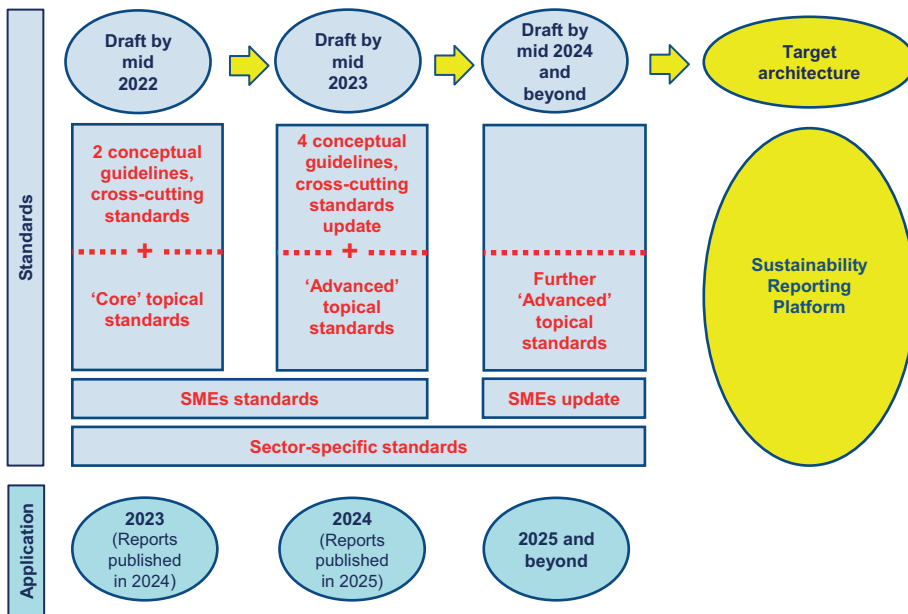 Standards
Draft by
mid
2022
Draft by
mid
2023
Draft by
mid 2024
and
beyond
Target
architecture
2 conceptual
guidelines,
cross-cutting
standards
+
‘Core’ topical
standards
4 conceptual
guidelines,
cross-cutting
standards
update
+
‘Advanced’
topical
standards
Further
‘Advanced’
topical
standards
Sustainability
Reporting
Platform
SMEs standards
SMEs update
Sector-specific standards
Application
2023
(Reports
published
in 2024)
2024
(Reports
published
in 2025)
2025 and
beyond